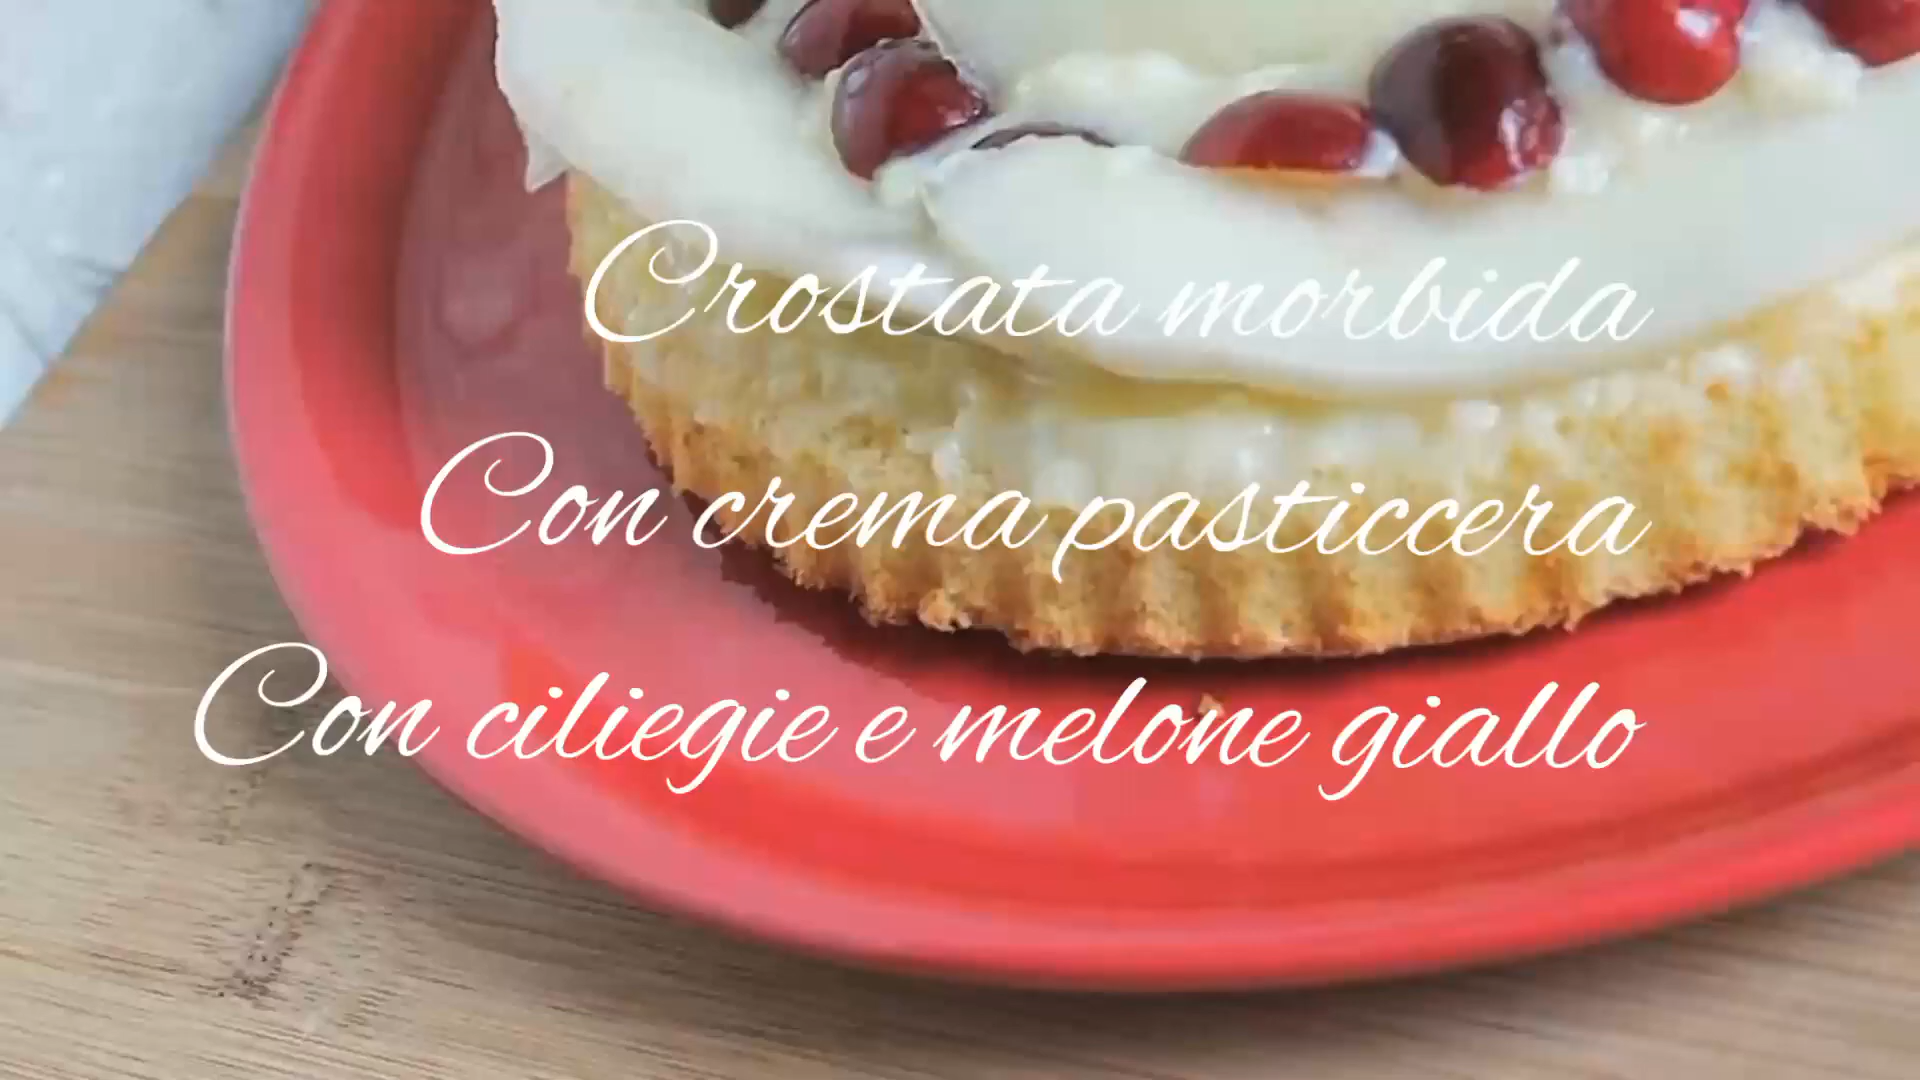 Crostata morbida
Con crema pasticcera
Con ciliegie e melone giallo